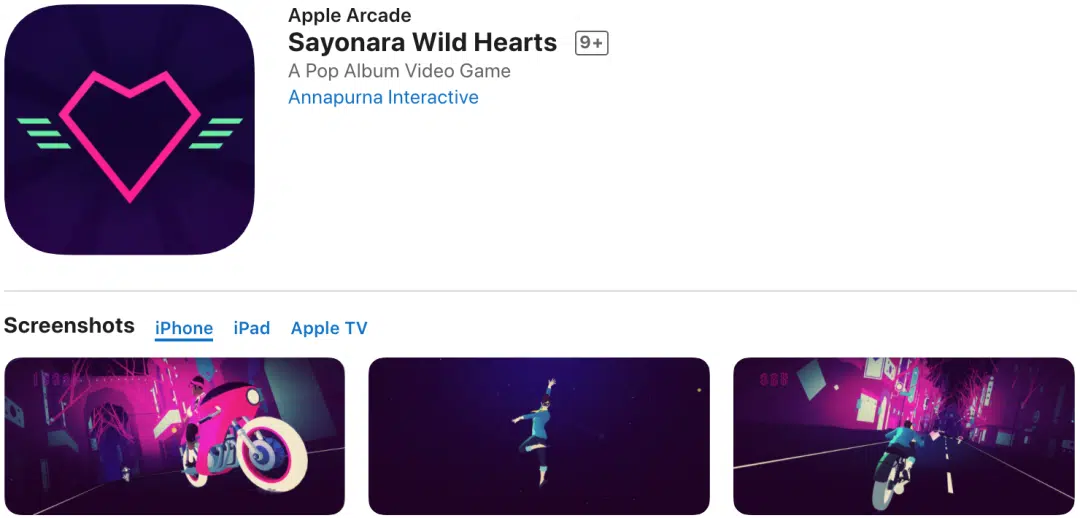 Apple Arcade
Sayonara Wild Hearts 9+
A Pop Album Video Game
Annapurna Interactive
Screenshots iPhone iPad Apple TV